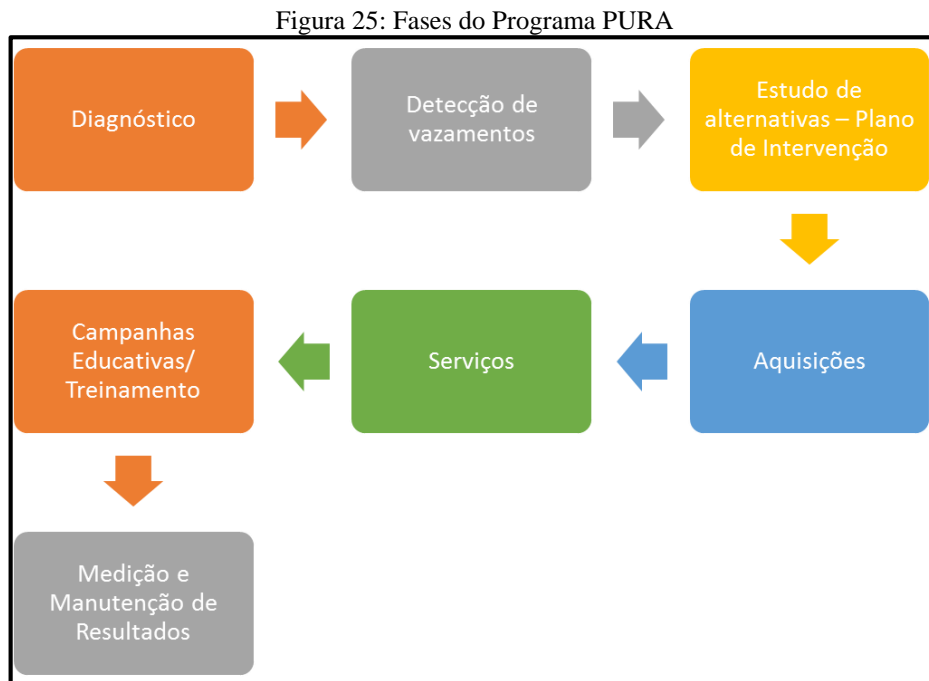 Figura 25: Fases do Programa PURA
Diagnóstico
Detecção de
vazamentos
Estudo de
alternativas – Plano
de Intervenção
Aquisições
Serviços
Campanhas
Educativas/
Treinamento
Medição e
Manutenção de
Resultados